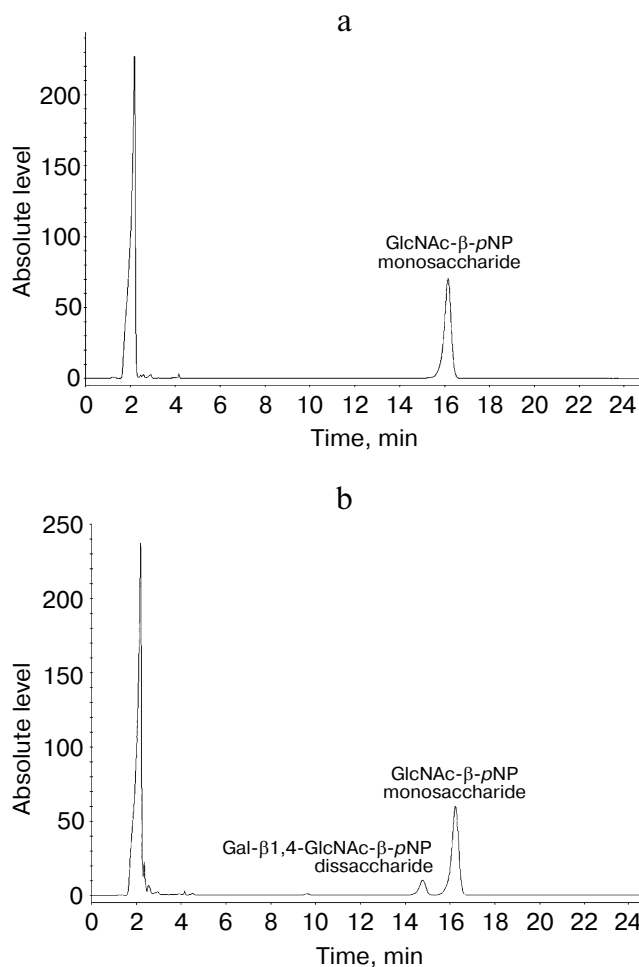 a
Absolute level
200
150
100
50
0
GlcNAc-β-pNP
monosaccharide
0 2 4 6 8 10 12 14 16 18 20 22 24
Time, min
b
Absolute level
250
200
150
100
50
0
GlcNAc-β-pNP
monosaccharide
Gal-β1,4-GlcNAc-β-pNP
dissaccharide
0 2 4 6 8 10 12 14 16 18 20 22 24
Time, min